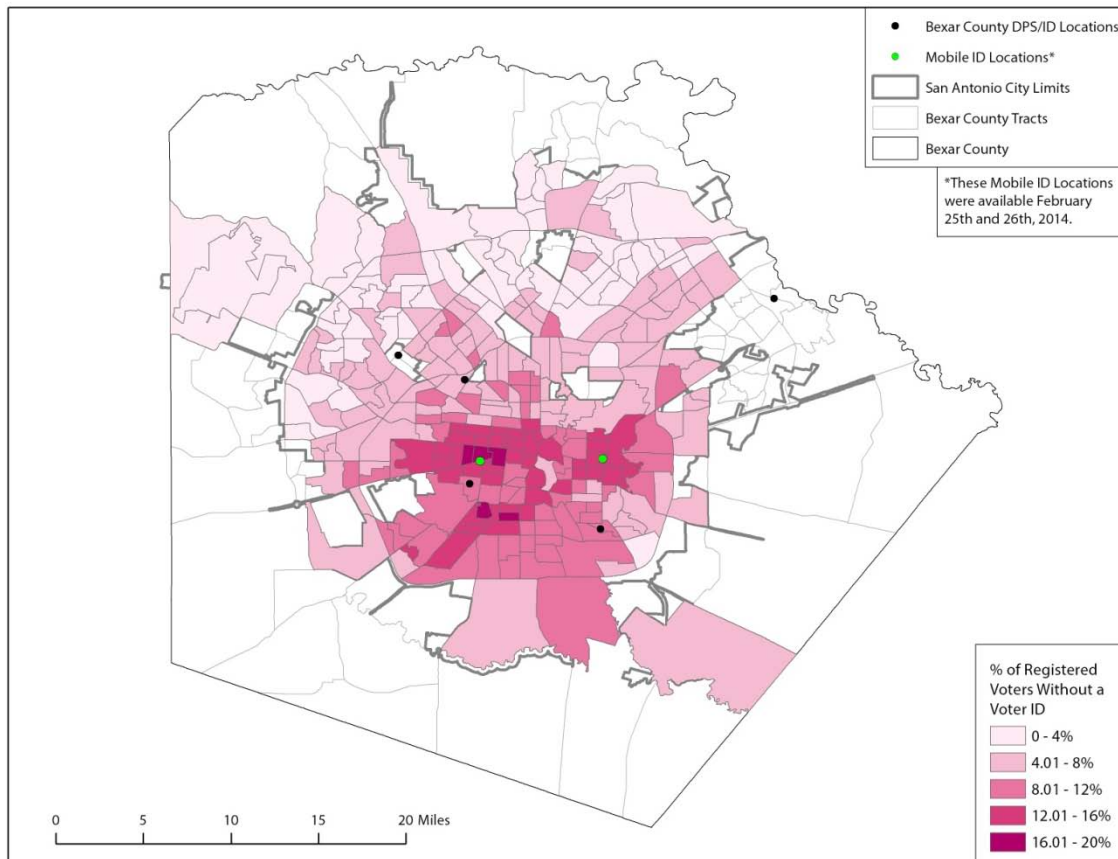 Bexar County DPS/ID Locations
Mobile ID Locations*
San Antonio City Limits
Bexar County Tracts
Bexar County
*These Mobile ID Locations
were available February
25th and 26th, 2014.
% of Registered
Voters Without a
Voter ID
0 - 4%
4.01 - 8%
8.01 - 12%
12.01 - 16%
16.01 - 20%
0 5 10 20 Miles